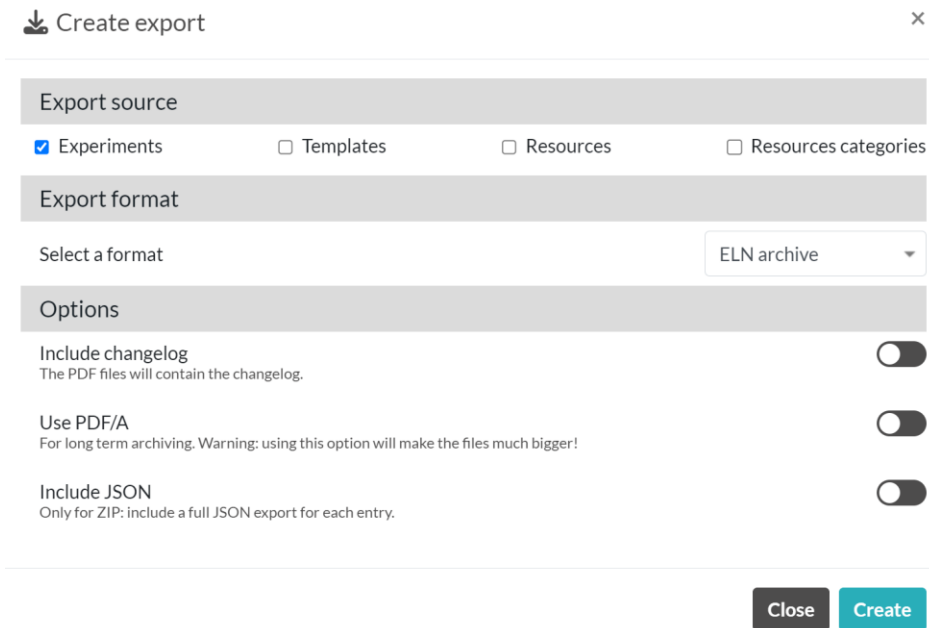 Create export
×
Export source
Experiments Templates Resources Resources categories
Export format
Select a format ELN archive
Options
Include changelog
The PDF files will contain the changelog.
Use PDF/A
For long term archiving. Warning: using this option will make the files much bigger!
Include JSON
Only for ZIP: include a full JSON export for each entry.
Close Create